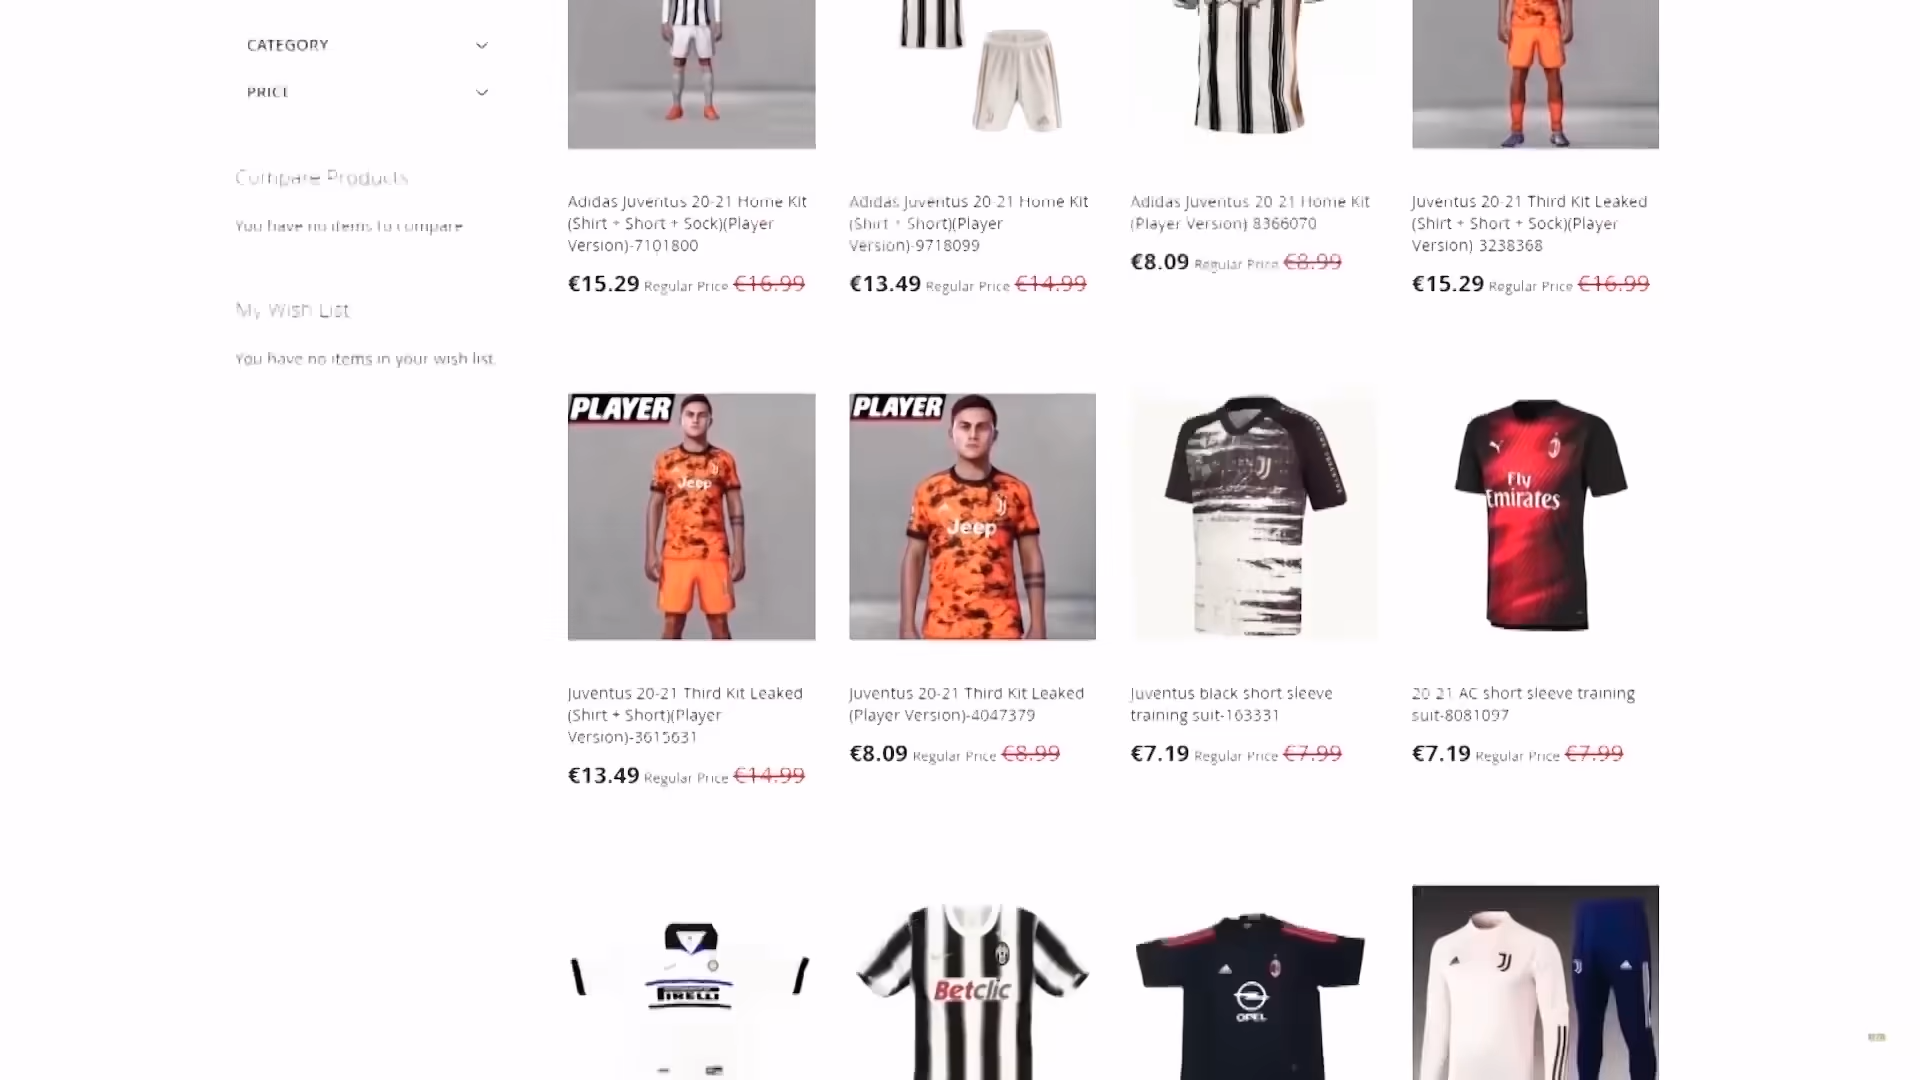 CATEGORY
PRICE
Compare Products
You have no items to compare
My Wish List
You have no items in your wish list.
Adidas Juventus 20-21 Home Kit
(Shirt + Short + Sock)(Player
Version)-7101800
€15.29 Regular Price €16.99
Adidas Juventus 20-21 Home Kit
(Shirt + Short)(Player
Version)-9718099
€13.49 Regular Price €14.99
Adidas Juventus 20 21 Home Kit
(Player Version) 8366070
€8.09 Regular Price €8.99
Juventus 20-21 Third Kit Leaked
(Shirt + Short + Sock)(Player
Version) 3238368
€15.29 Regular Price €16.99
PLAYER
Jeep
PLAYER
Jeep
Fly
Emirates
Juventus 20-21 Third Kit Leaked
(Shirt + Short)(Player
Version)-3615631
€13.49 Regular Price €14.99
Juventus 20-21 Third Kit Leaked
(Player Version)-4047379
€8.09 Regular Price €8.99
Juventus black short sleeve
training suit-163331
€7.19 Regular Price €7.99
20 21 AC short sleeve training
suit-8081097
€7.19 Regular Price €7.99
PIRELLI
Betclic
OPEL